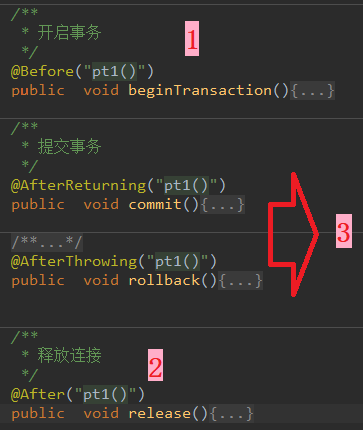 /**
* 开启事务
*/
1
@Before("pt1()")
public  void beginTransaction(){...}
/**
* 提交事务
*/
@AfterReturning("pt1()")
public  void commit(){...}
3
/**...*/
@AfterThrowing("pt1()")
public  void rollback(){...}
/**
* 释放连接
*/
2
@After("pt1()")
public  void release(){...}